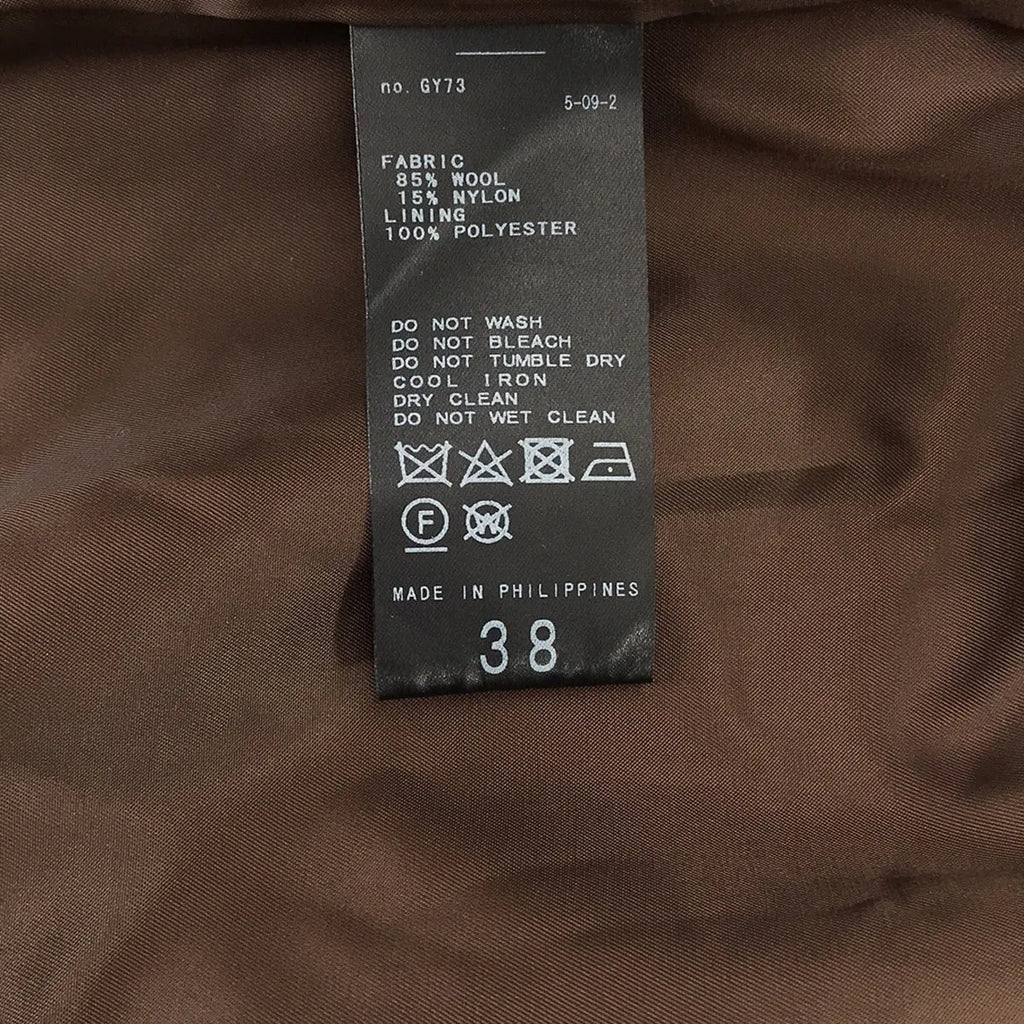 no. GY73
5-09-2
FABRIC
85% WOOL
15% NYLON
LINING
100% POLYESTER
DO NOT WASH
DO NOT BLEACH
DO NOT TUMBLE DRY
COOL IRON
DRY CLEAN
DO NOT WET CLEAN
F W
MADE IN PHILIPPINES
38